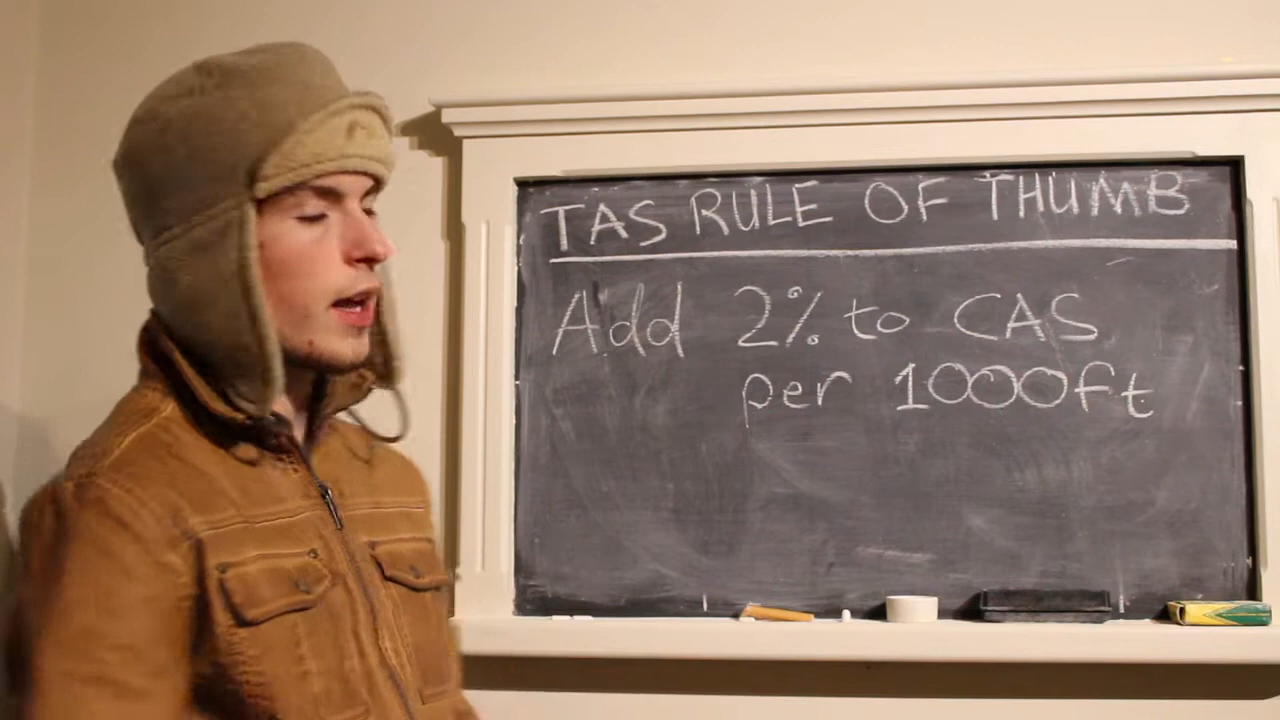 TAS RULE OF THUMB
Add 2% to CAS
per 1000ft